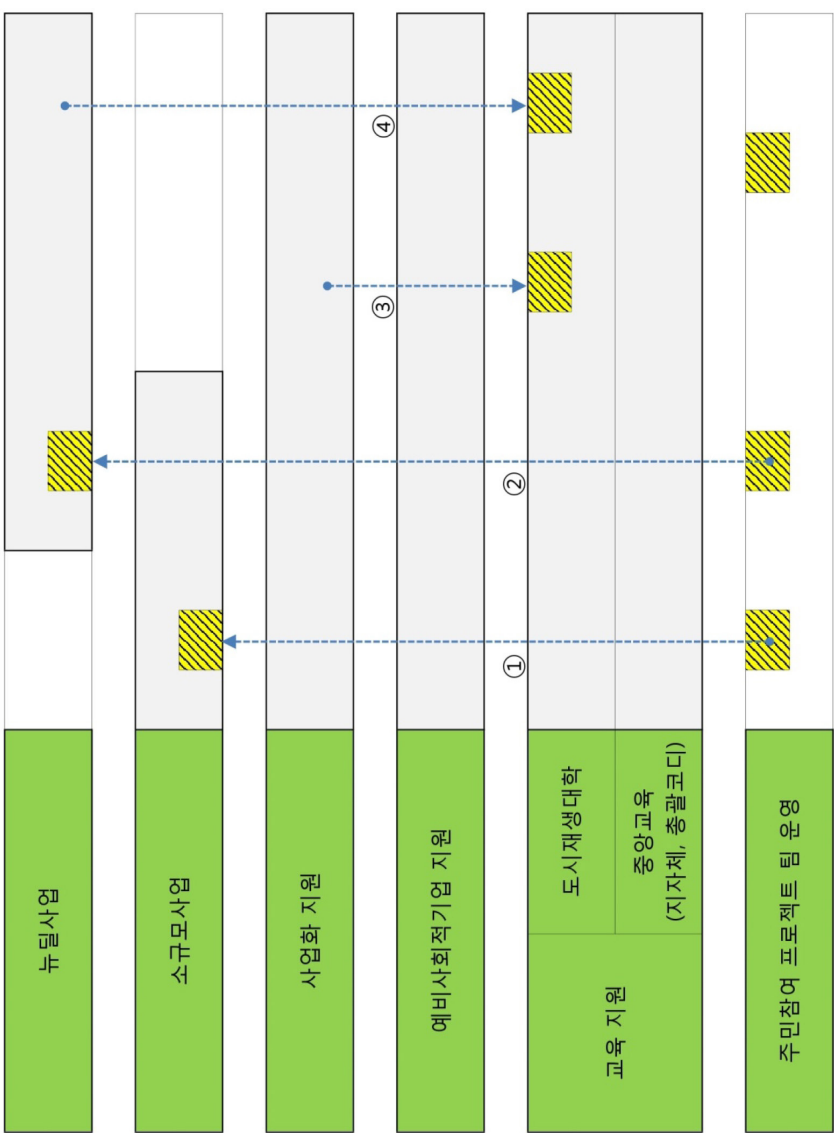 뉴딜사업
소규모사업
사업화 지원
예비사회적기업 지원
교육 지원
도시재생대학
중앙교육
(지자체, 총괄코디)
주민참여 프로젝트 팀 운영
①
②
③
④